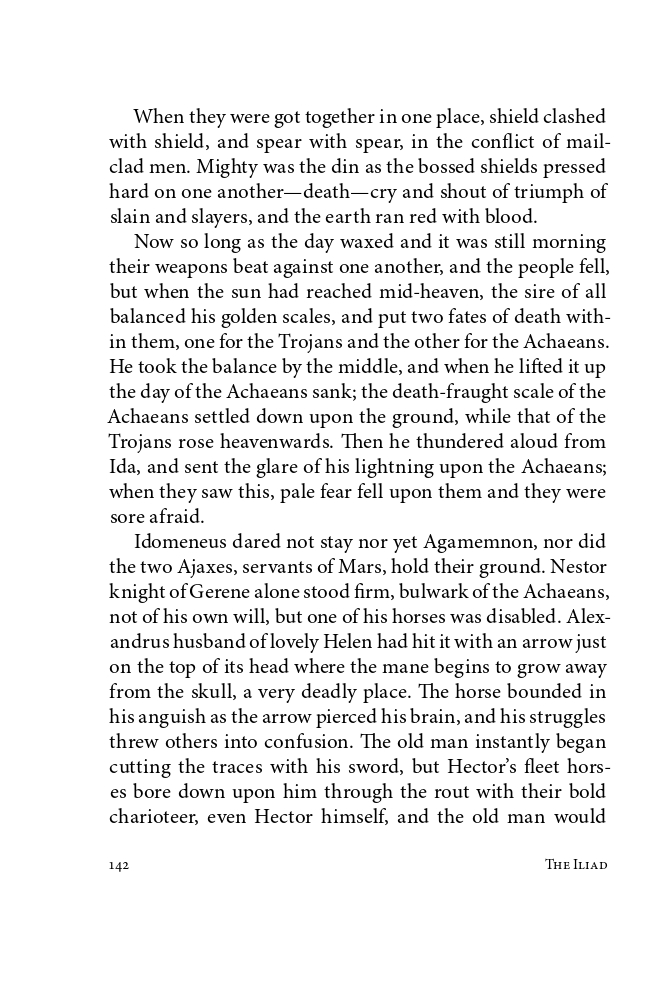 When they were got together in one place, shield clashed
with shield, and spear with spear, in the conflict of mail-
clad men. Mighty was the din as the bossed shields pressed
hard on one another—death—cry and shout of triumph of
slain and slayers, and the earth ran red with blood.
Now so long as the day waxed and it was still morning
their weapons beat against one another, and the people fell,
but when the sun had reached mid-heaven, the sire of all
balanced his golden scales, and put two fates of death with-
in them, one for the Trojans and the other for the Achaeans.
He took the balance by the middle, and when he lifted it up
the day of the Achaeans sank; the death-fraught scale of the
Achaeans settled down upon the ground, while that of the
Trojans rose heavenwards. Then he thundered aloud from
Ida, and sent the glare of his lightning upon the Achaeans;
when they saw this, pale fear fell upon them and they were
sore afraid.
Idomeneus dared not stay nor yet Agamemnon, nor did
the two Ajaxes, servants of Mars, hold their ground. Nestor
knight of Gerene alone stood firm, bulwark of the Achaeans,
not of his own will, but one of his horses was disabled. Alex-
andrus husband of lovely Helen had hit it with an arrow just
on the top of its head where the mane begins to grow away
from the skull, a very deadly place. The horse bounded in
his anguish as the arrow pierced his brain, and his struggles
threw others into confusion. The old man instantly began
cutting the traces with his sword, but Hector’s fleet hors-
es bore down upon him through the rout with their bold
charioteer, even Hector himself, and the old man would
142 The Iliad